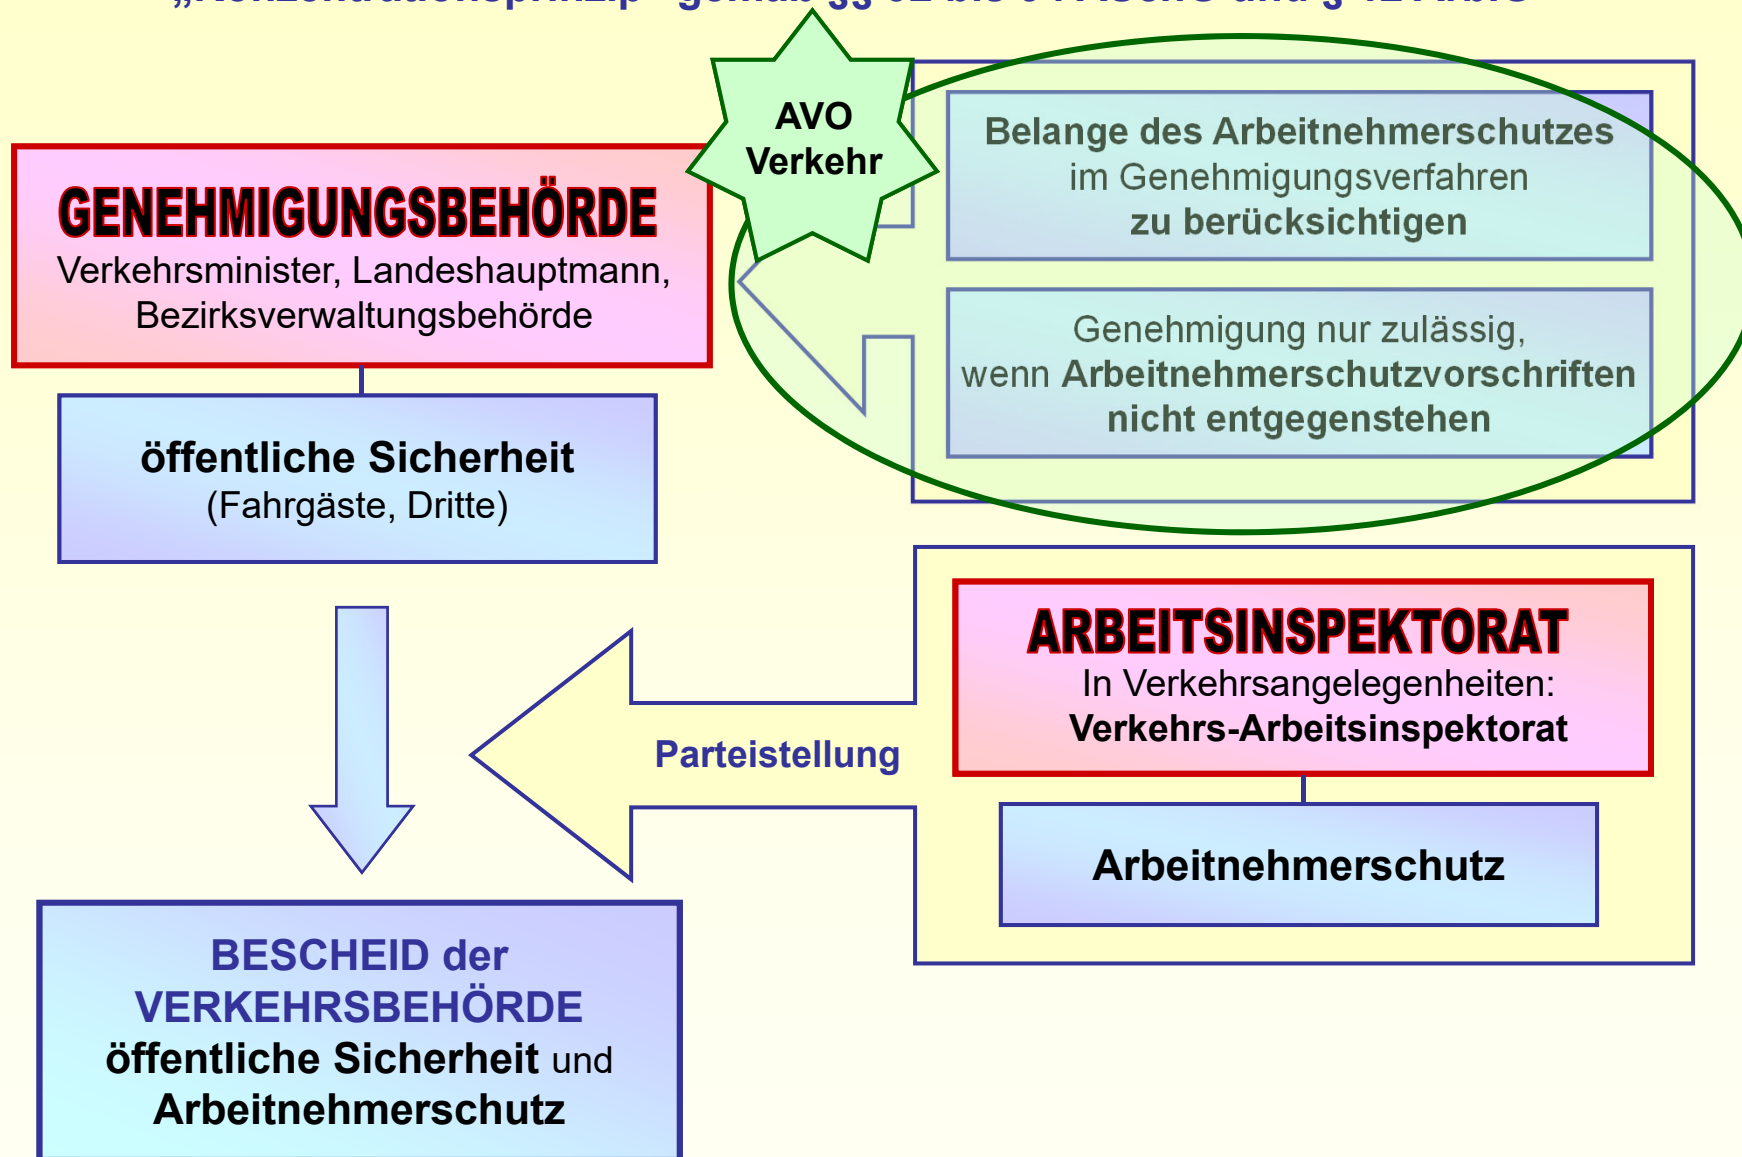 gemäß §§
AVO
Verkehr
GENEHMIGUNGSBEHÖRDE
Verkehrsminister, Landeshauptmann,
Bezirksverwaltungsbehörde
öffentliche Sicherheit
(Fahrgäste, Dritte)
Belange des Arbeitnehmerschutzes
im Genehmigungsverfahren
zu berücksichtigen
Genehmigung nur zulässig,
wenn Arbeitnehmerschutzvorschriften
nicht entgegenstehen
ARBEITSINSPEKTORAT
In Verkehrsangelegenheiten:
Verkehrs-Arbeitsinspektorat
Parteistellung
Arbeitnehmerschutz
BESCHEID der
VERKEHRSBEHÖRDE
öffentliche Sicherheit und
Arbeitnehmerschutz